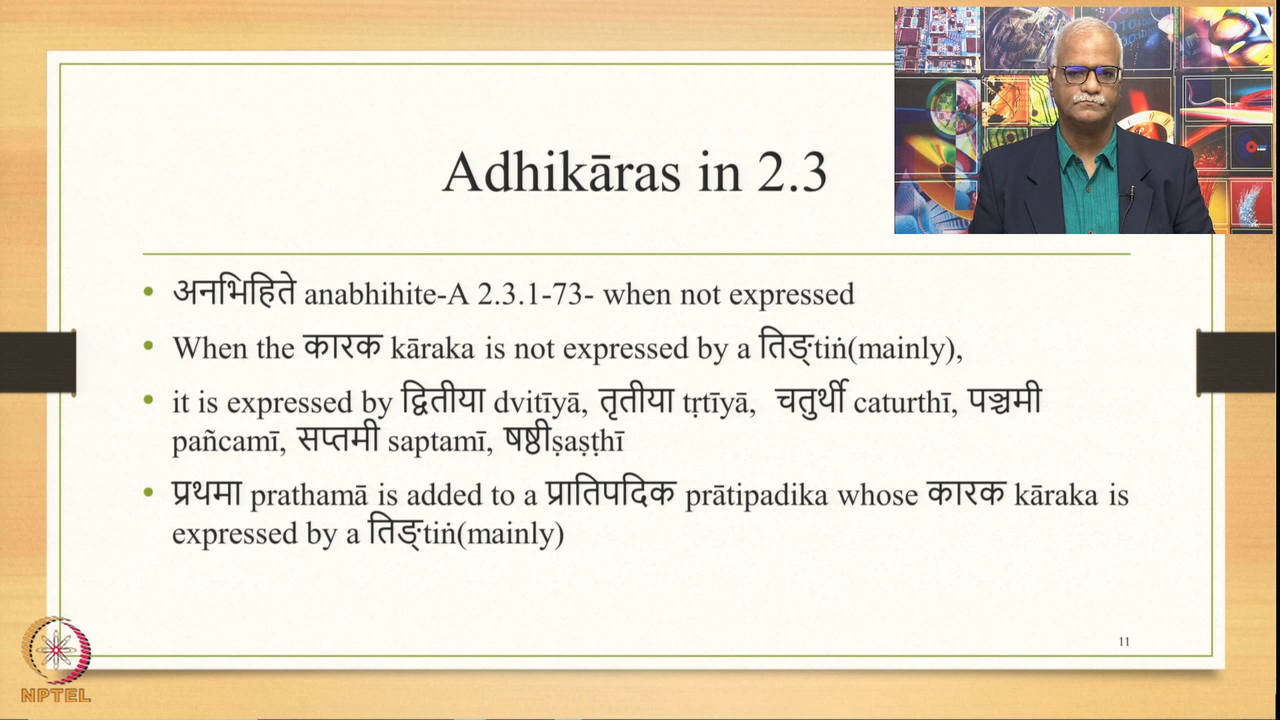 Adhikāras in 2.3
• अनभिहिते anabhihite-A 2.3.1-73- when not expressed
• When the कारक kāraka is not expressed by a तिङ् tiṅ(mainly),
• it is expressed by द्वितीया dvitīyā, तृतीया tṛtīyā, चतुर्थी caturthī, पञ्चमी
pañcamī, सप्तमी saptamī, षष्ठीṣaṣṭhī
• प्रथमा prathamā is added to a प्रातिपदिक prātipadika whose कारक kāraka is
expressed by a तिङ् tiṅ(mainly)
11
NPTEL